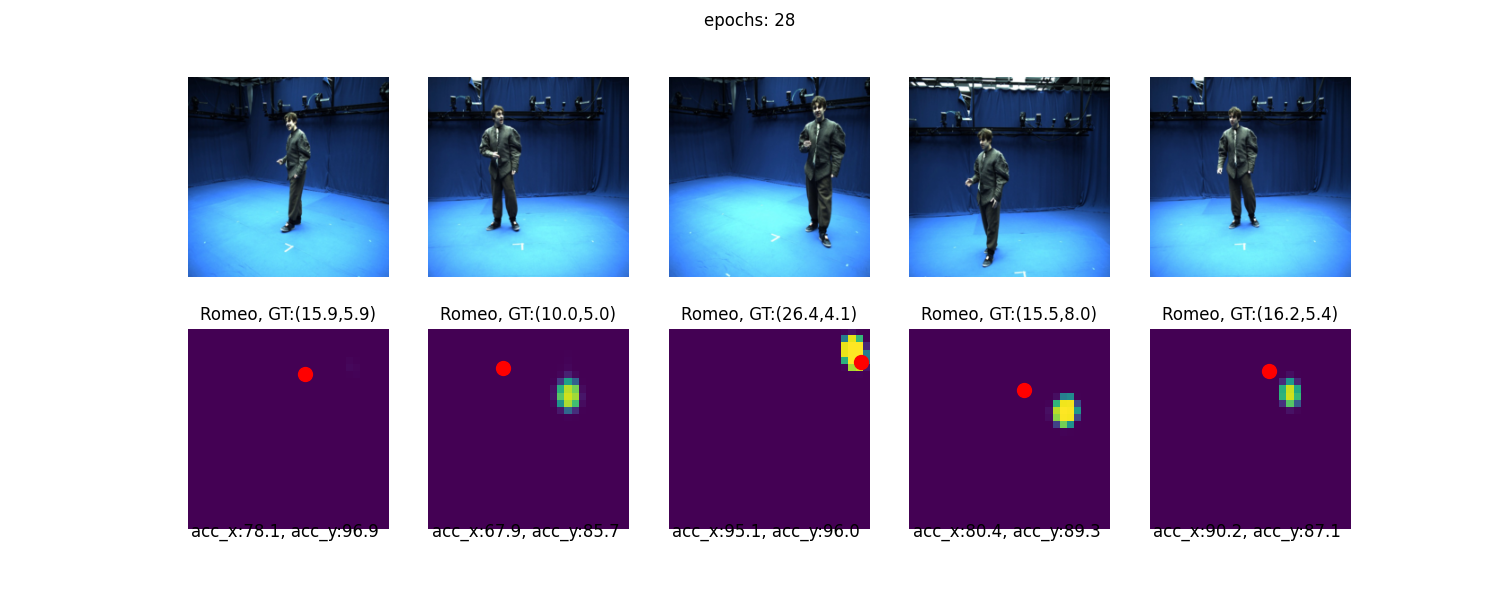 epochs: 28
Romeo, GT:(15.9,5.9)
Romeo, GT:(10.0,5.0)
Romeo, GT:(26.4,4.1)
Romeo, GT:(15.5,8.0)
Romeo, GT:(16.2,5.4)
acc_x:78.1, acc_y:96.9
acc_x:67.9, acc_y:85.7
acc_x:95.1, acc_y:96.0
acc_x:80.4, acc_y:89.3
acc_x:90.2, acc_y:87.1